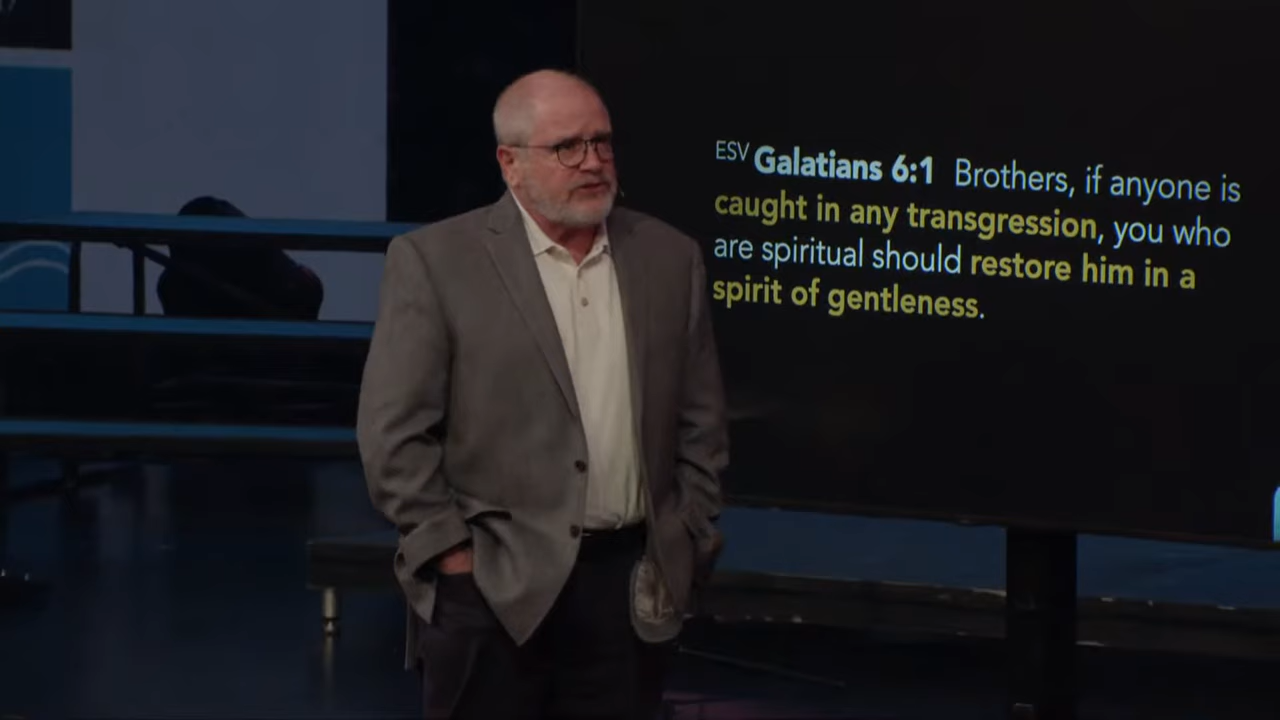 ESV Galatians 6:1 Brothers, if anyone is
caught in any transgression, you who
are spiritual should restore him in a
spirit of gentleness.